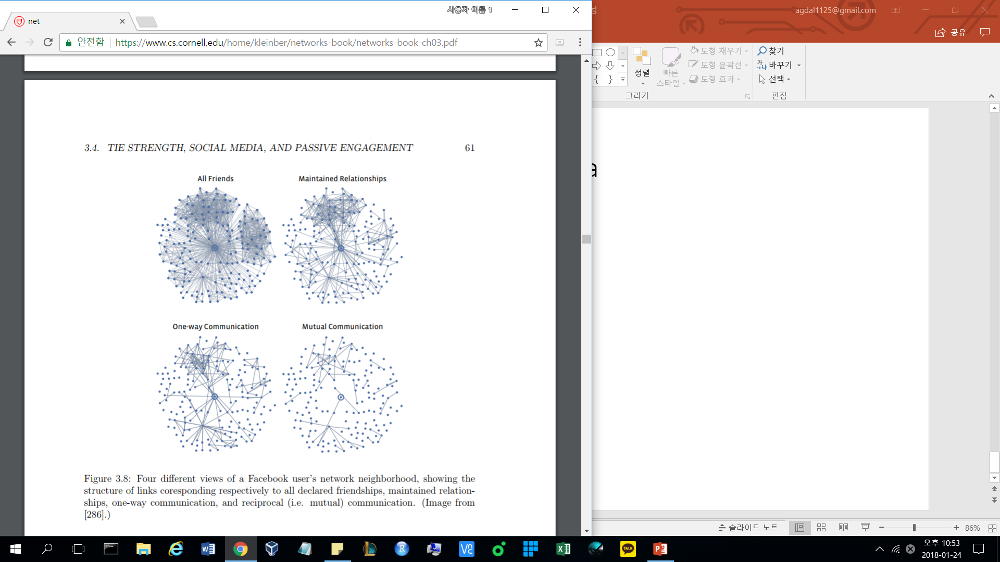 사용자 이름 1
net
안전함
https://www.cs.cornell.edu/home/kleinber/networks-book/networks-book-ch03.pdf
3.4. TIE STRENGTH, SOCIAL MEDIA, AND PASSIVE ENGAGEMENT 61
All Friends Maintained Relationships
One-way Communication Mutual Communication
Figure 3.8: Four different views of a Facebook user's network neighborhood, showing the
structure of links coresponding respectively to all declared friendships, maintained relation-
ships, one-way communication, and reciprocal (i.e. mutual) communication. (Image from
[286].)
agdal1125@gmail.com
공유
정렬
빠른
스타일
도형 채우기
도형 윤곽선
도형 효과
그리기
찾기
바꾸기
선택
편집
a
슬라이드 노트
86%
TALK
오후 10:53
2018-01-24